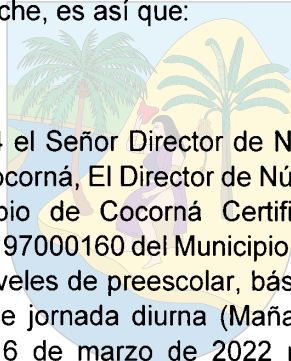 che, es así que:
4 el Señor Director de N
ocorná, El Director de Nú
pio de Cocorná Certifi
97000160 del Municipio
veles de preescolar, bás
e jornada diurna (Maña
6 de marzo de 2022